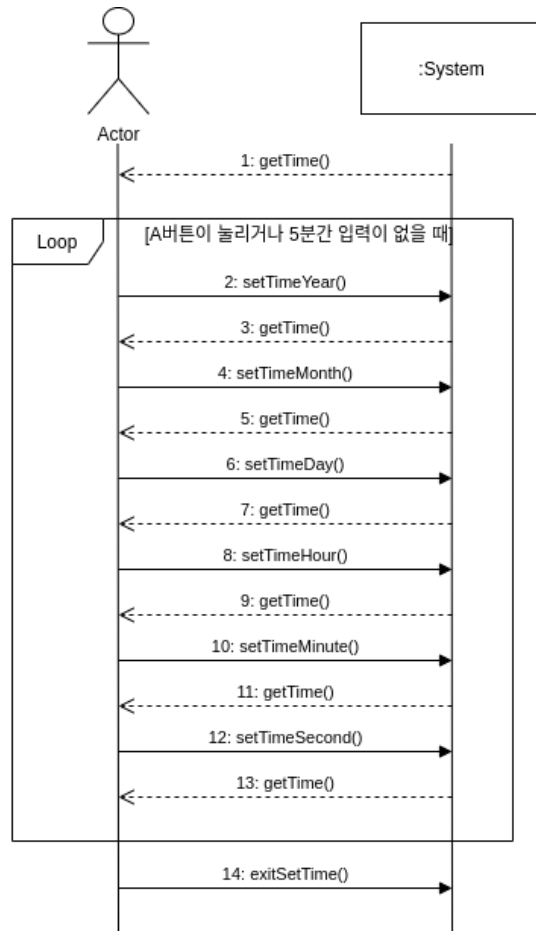 :System
Actor
1: getTime()
Loop
[A버튼이 눌리거나 5분간 입력이 없을 때]
2: setTimeYear()
3: getTime()
4: setTimeMonth()
5: getTime()
6: setTimeDay()
7: getTime()
8: setTimeHour()
9: getTime()
10: setTimeMinute()
11: getTime()
12: setTimeSecond()
13: getTime()
14: exitSetTime()